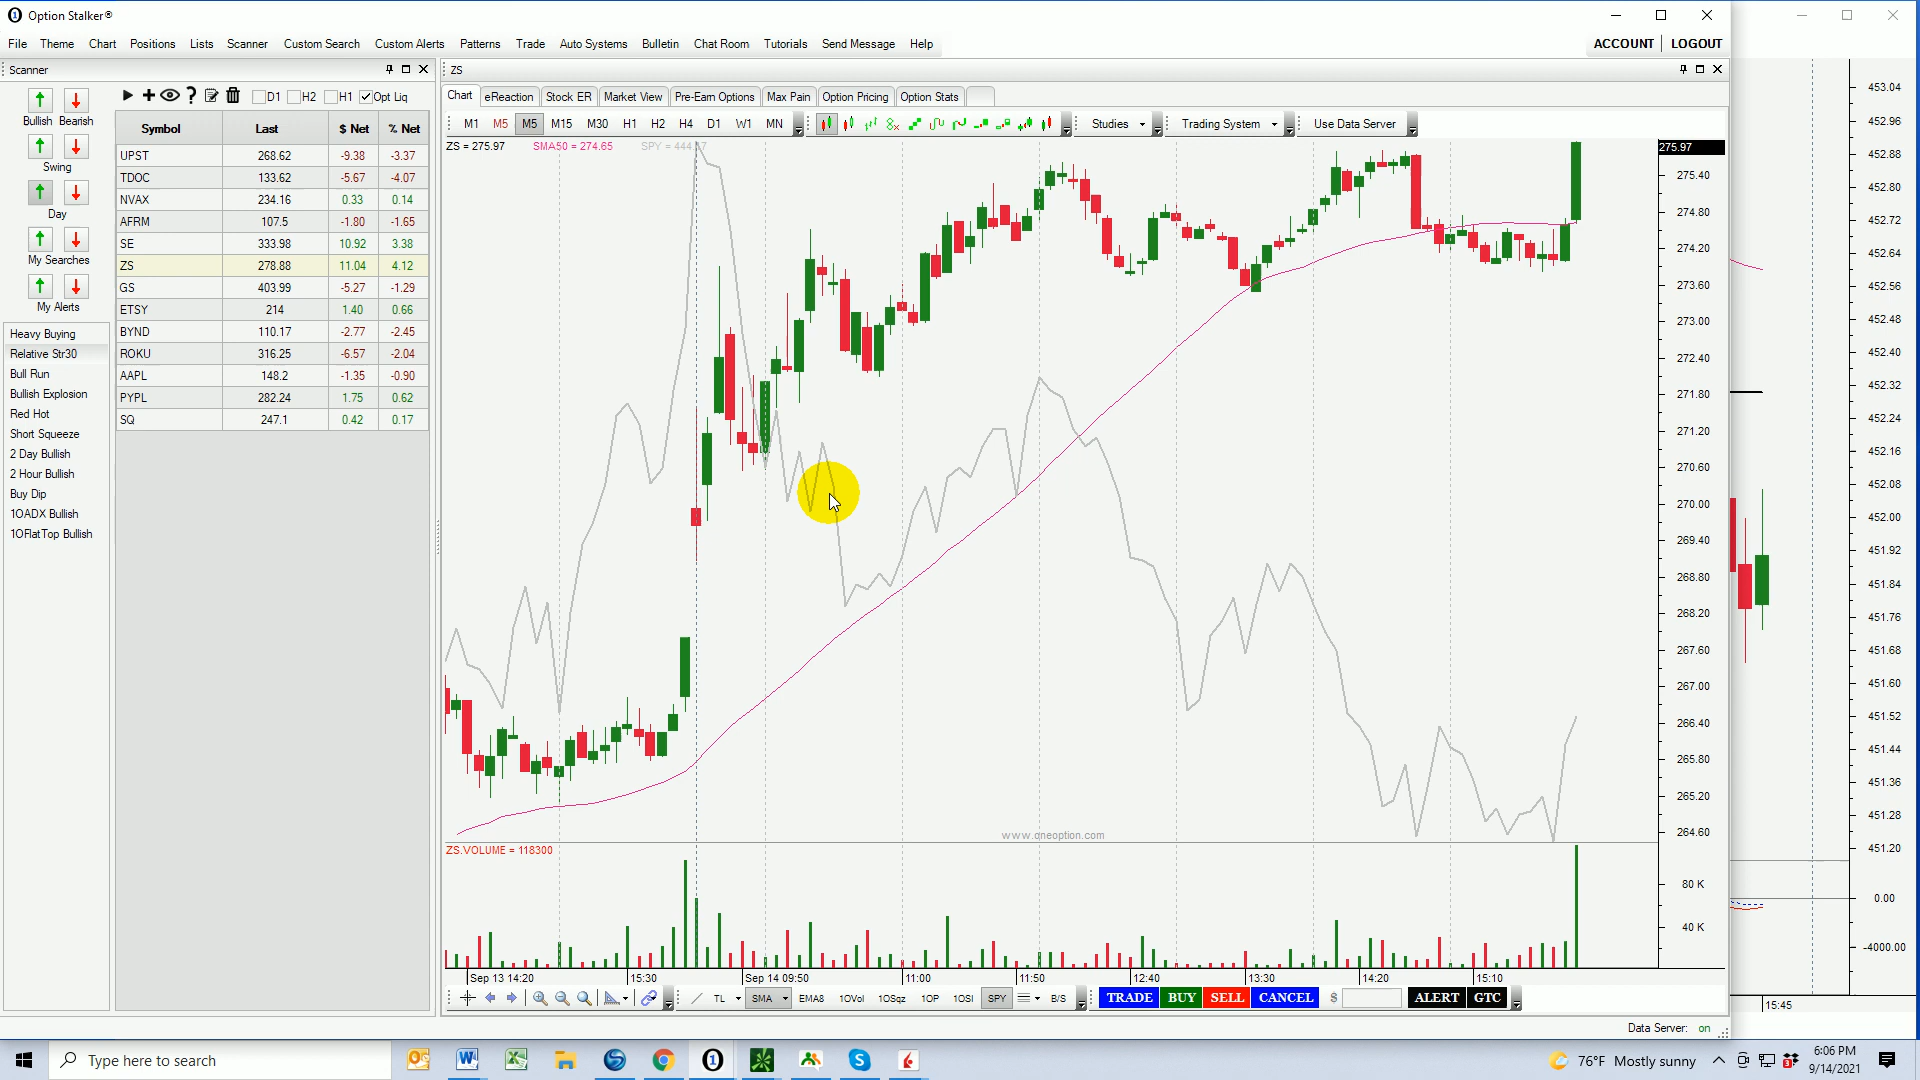 Option Stalker®
File Theme Chart Positions Lists Scanner Custom Search Custom Alerts Patterns Trade Auto Systems Bulletin Chat Room Tutorials Send Message Help
ACCOUNT LOGOUT
Scanner
ZS
D1 H2 H1 Opt Liq
Bullish Bearish
Swing
Day
My Searches
My Alerts
Heavy Buying
Relative Str30
Bull Run
Bullish Explosion
Red Hot
Short Squeeze
2 Day Bullish
2 Hour Bullish
Buy Dip
1OADX Bullish
1OFlatTop Bullish
Symbol Last $ Net % Net
UPST 268.62 -9.38 -3.37
TDOC 133.62 -5.67 -4.07
NVAX 234.16 0.33 0.14
AFRM 107.5 -1.80 -1.65
SE 333.98 10.92 3.38
ZS 278.88 11.04 4.12
GS 403.99 -5.27 -1.29
ETSY 214 1.40 0.66
BYND 110.17 -2.77 -2.45
ROKU 316.25 -6.57 -2.04
AAPL 148.2 -1.35 -0.90
PYPL 282.24 1.75 0.62
SQ 247.1 0.42 0.17
Chart eReaction Stock ER Market View Pre-Earn Options Max Pain Option Pricing Option Stats
M1 M5 M5 M15 M30 H1 H2 H4 D1 W1 MN Studies Trading System Use Data Server
ZS = 275.97 SMA50 = 274.65 SPY = 444
275.97
275.40
274.80
274.20
273.60
273.00
272.40
271.80
271.20
270.60
270.00
269.40
268.80
268.20
267.60
267.00
266.40
265.80
265.20
264.60
www.oneoption.com
ZS.VOLUME = 118300
80 K
40 K
Sep 13 14:20 15:30 Sep 14 09:50 11:00 11:50 12:40 13:30 14:20 15:10
TL SMA EMA8 1OVol 1OSqz 1OP 1OSI SPY B/S TRADE BUY SELL CANCEL $ ALERT GTC
Data Server: on
453.04
452.96
452.88
452.80
452.72
452.64
452.56
452.48
452.40
452.32
452.24
452.16
452.08
452.00
451.92
451.84
451.76
451.68
451.60
451.52
451.44
451.36
451.28
451.20
0.00
-4000.00
15:45
Type here to search
76°F Mostly sunny
6:06 PM
9/14/2021